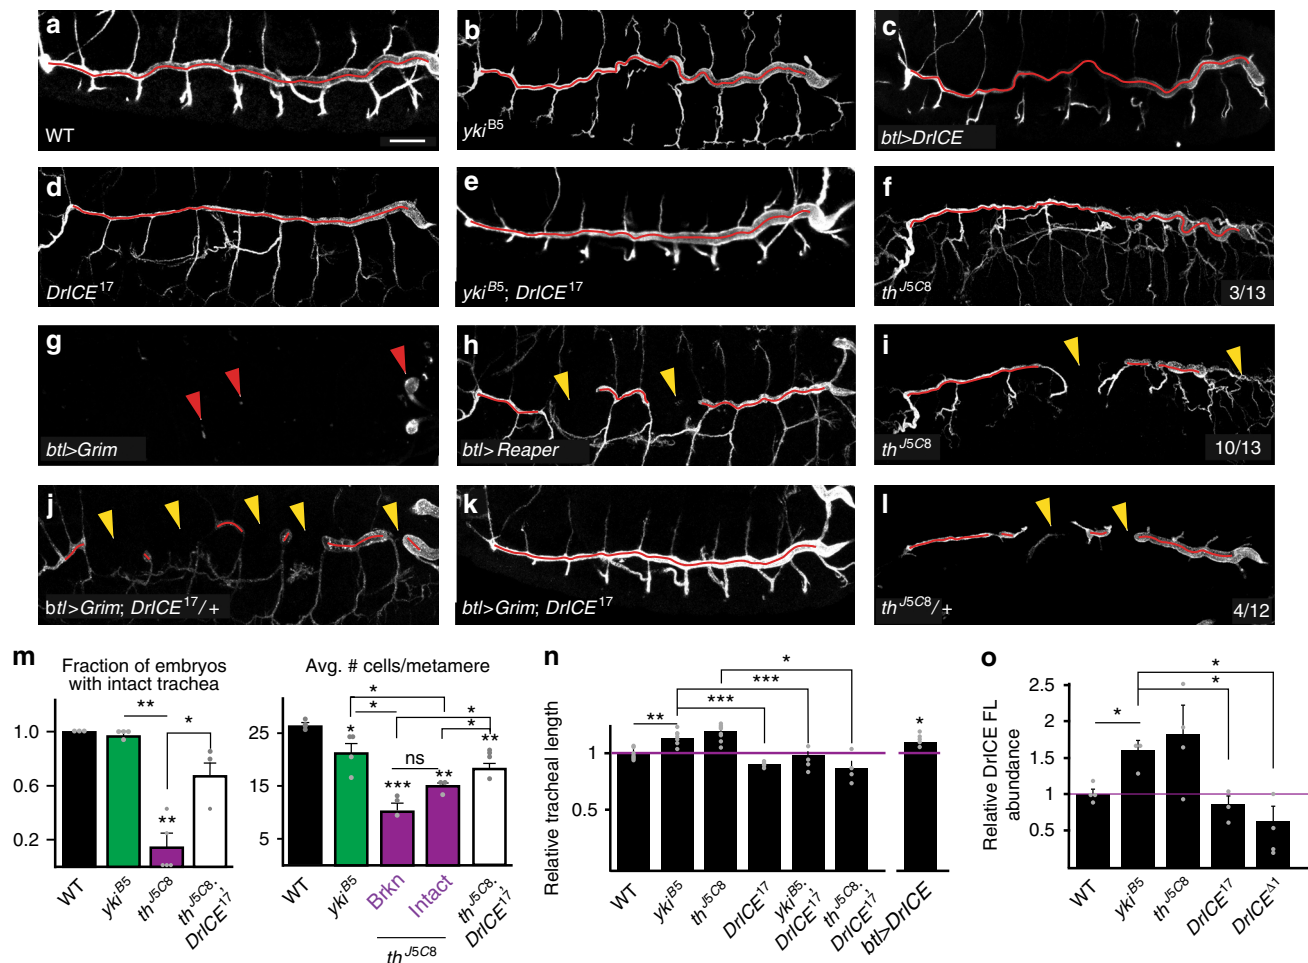 a
WT
b
yki^B5
c
btl>DrICE
d
DrICE^17
e
yki^B5; DrICE^17
f
th^J5C8
3/13
g
btl>Grim
h
btl>Reaper
i
th^J5C8
10/13
j
btl>Grim; DrICE^17/+
k
btl>Grim; DrICE^17
l
th^J5C8/+
4/12
m
Fraction of embryos
with intact trachea
**
*
1.0
0.6
0.2
**
WT
yki^B5
th^J5C8
th^J5C8;
DrICE^17
Avg. # cells/metamere
*
*
*
*
25
15
5
*
ns
***
**
**
WT
yki^B5
Brkn
Intact
th^J5C8;
DrICE^17
th^J5C8
n
Relative tracheal length
*
***
***
**
*
1
0.5
WT
yki^B5
th^J5C8
DrICE^17
yki^B5;
DrICE^17
th^J5C8;
DrICE^17
btl>DrICE
o
Relative DrICE FL
abundance
*
*
*
2.5
2
1.5
1
0.5
WT
yki^B5
th^J5C8
DrICE^17
DrICE^Δ1